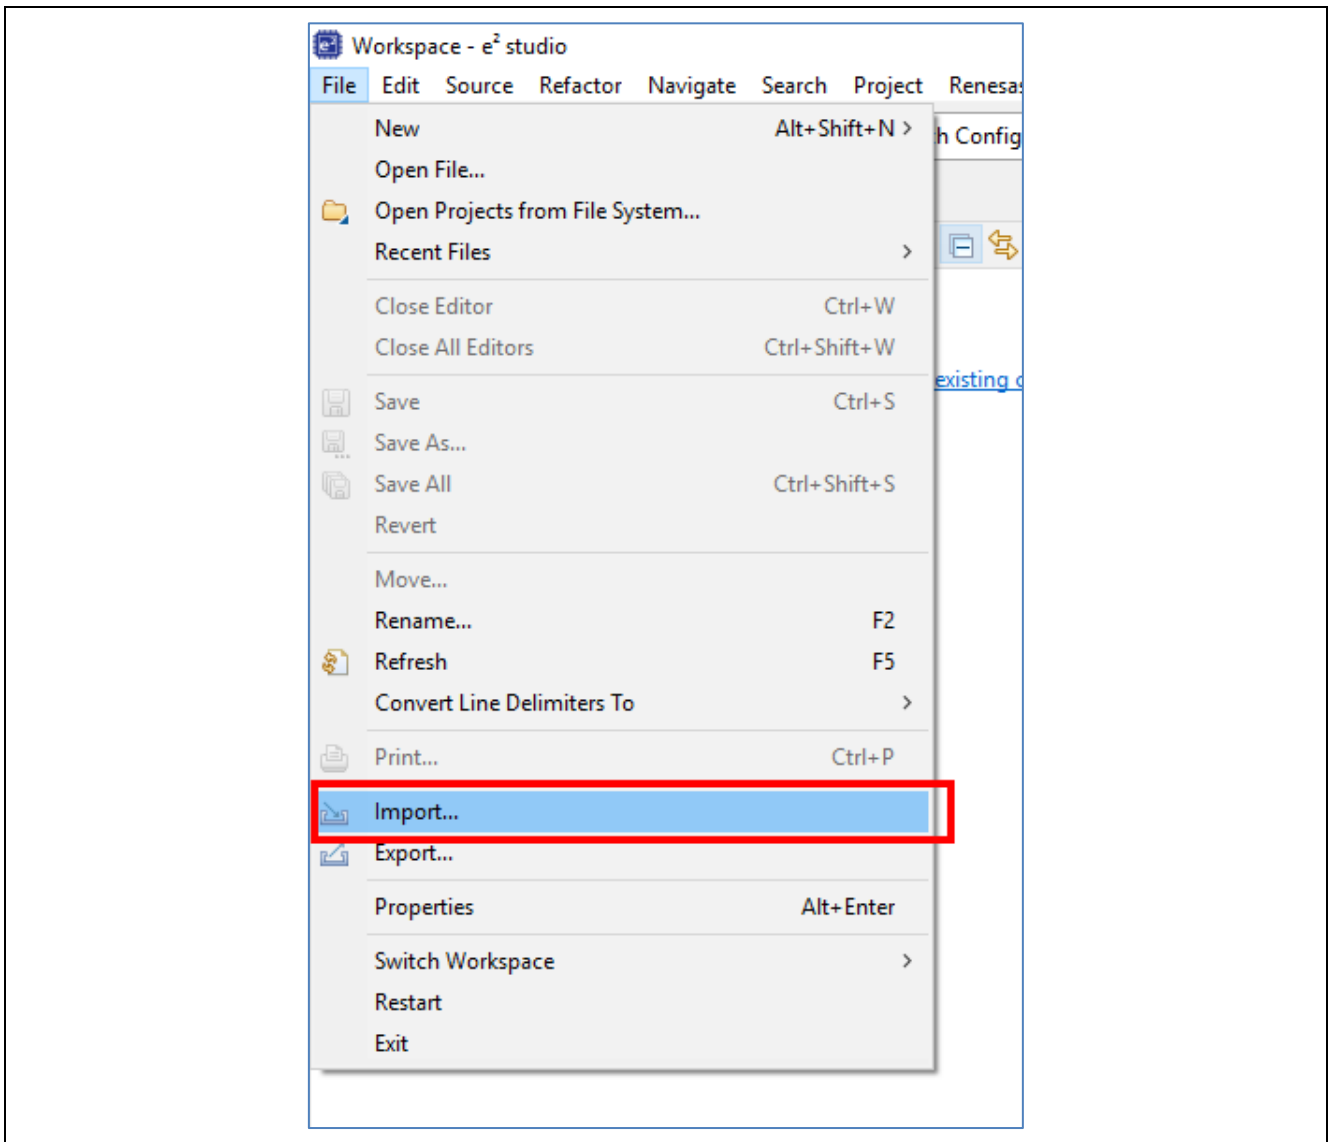 Workspace - e² studio
File Edit Source Refactor Navigate Search Project Renesas
New Alt+Shift+N >
h Config
Open File...
Open Projects from File System...
Recent Files >
Close Editor Ctrl+W
Close All Editors Ctrl+Shift+W
existing
Save Ctrl+S
Save As...
Save All Ctrl+Shift+S
Revert
Move...
Rename... F2
Refresh F5
Convert Line Delimiters To >
Print... Ctrl+P
Import...
Export...
Properties Alt+Enter
Switch Workspace >
Restart
Exit